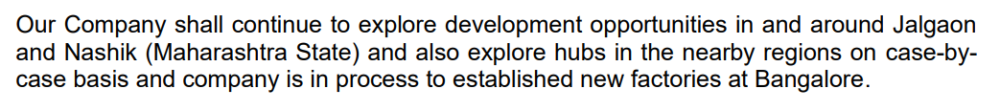 Our Company shall continue to explore development opportunities in and around Jalgaon
and Nashik (Maharashtra State) and also explore hubs in the nearby regions on case-by-
case basis and company is in process to established new factories at Bangalore.